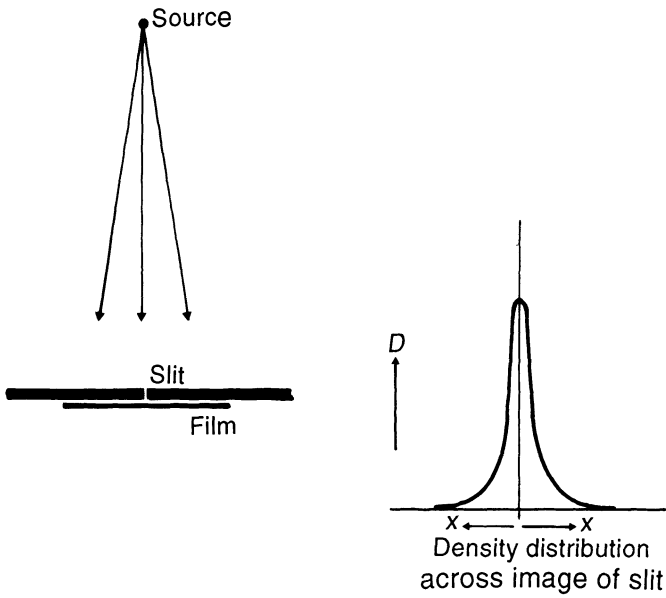 Source
Slit
Film
D
x x
Density distribution
across image of slit